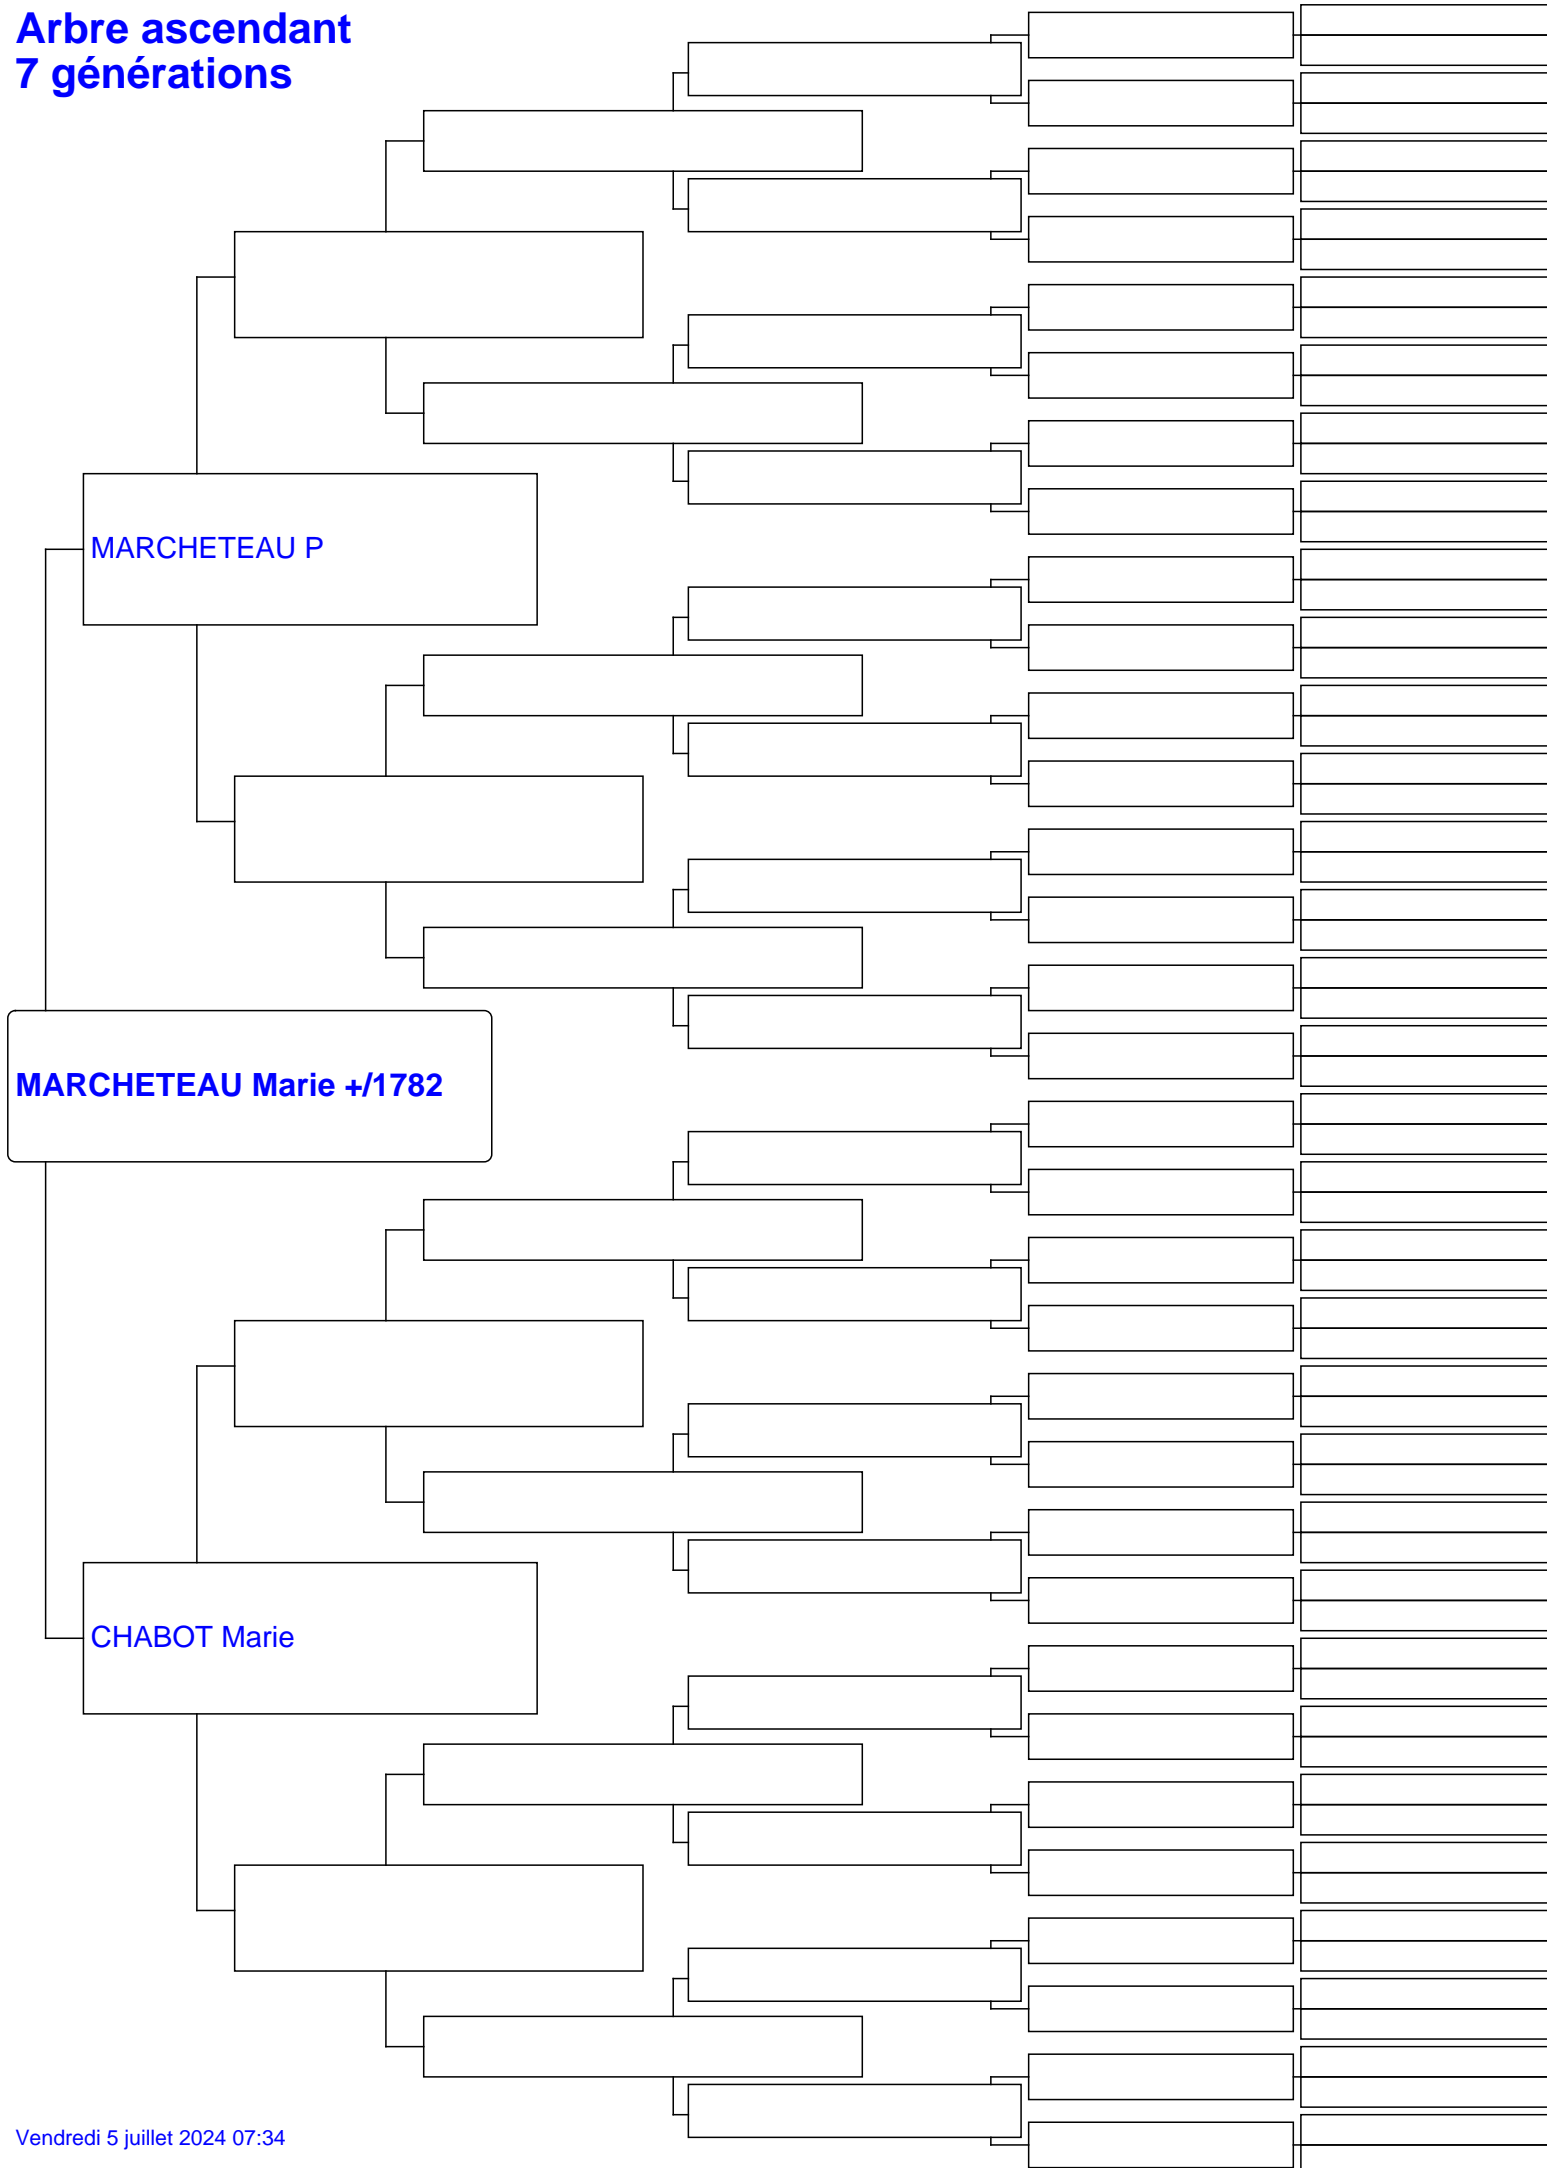 Arbre ascendant
7 générations
MARCHETEAU P
MARCHETEAU Marie +/1782
CHABOT Marie
Vendredi 5 juillet 2024 07:34